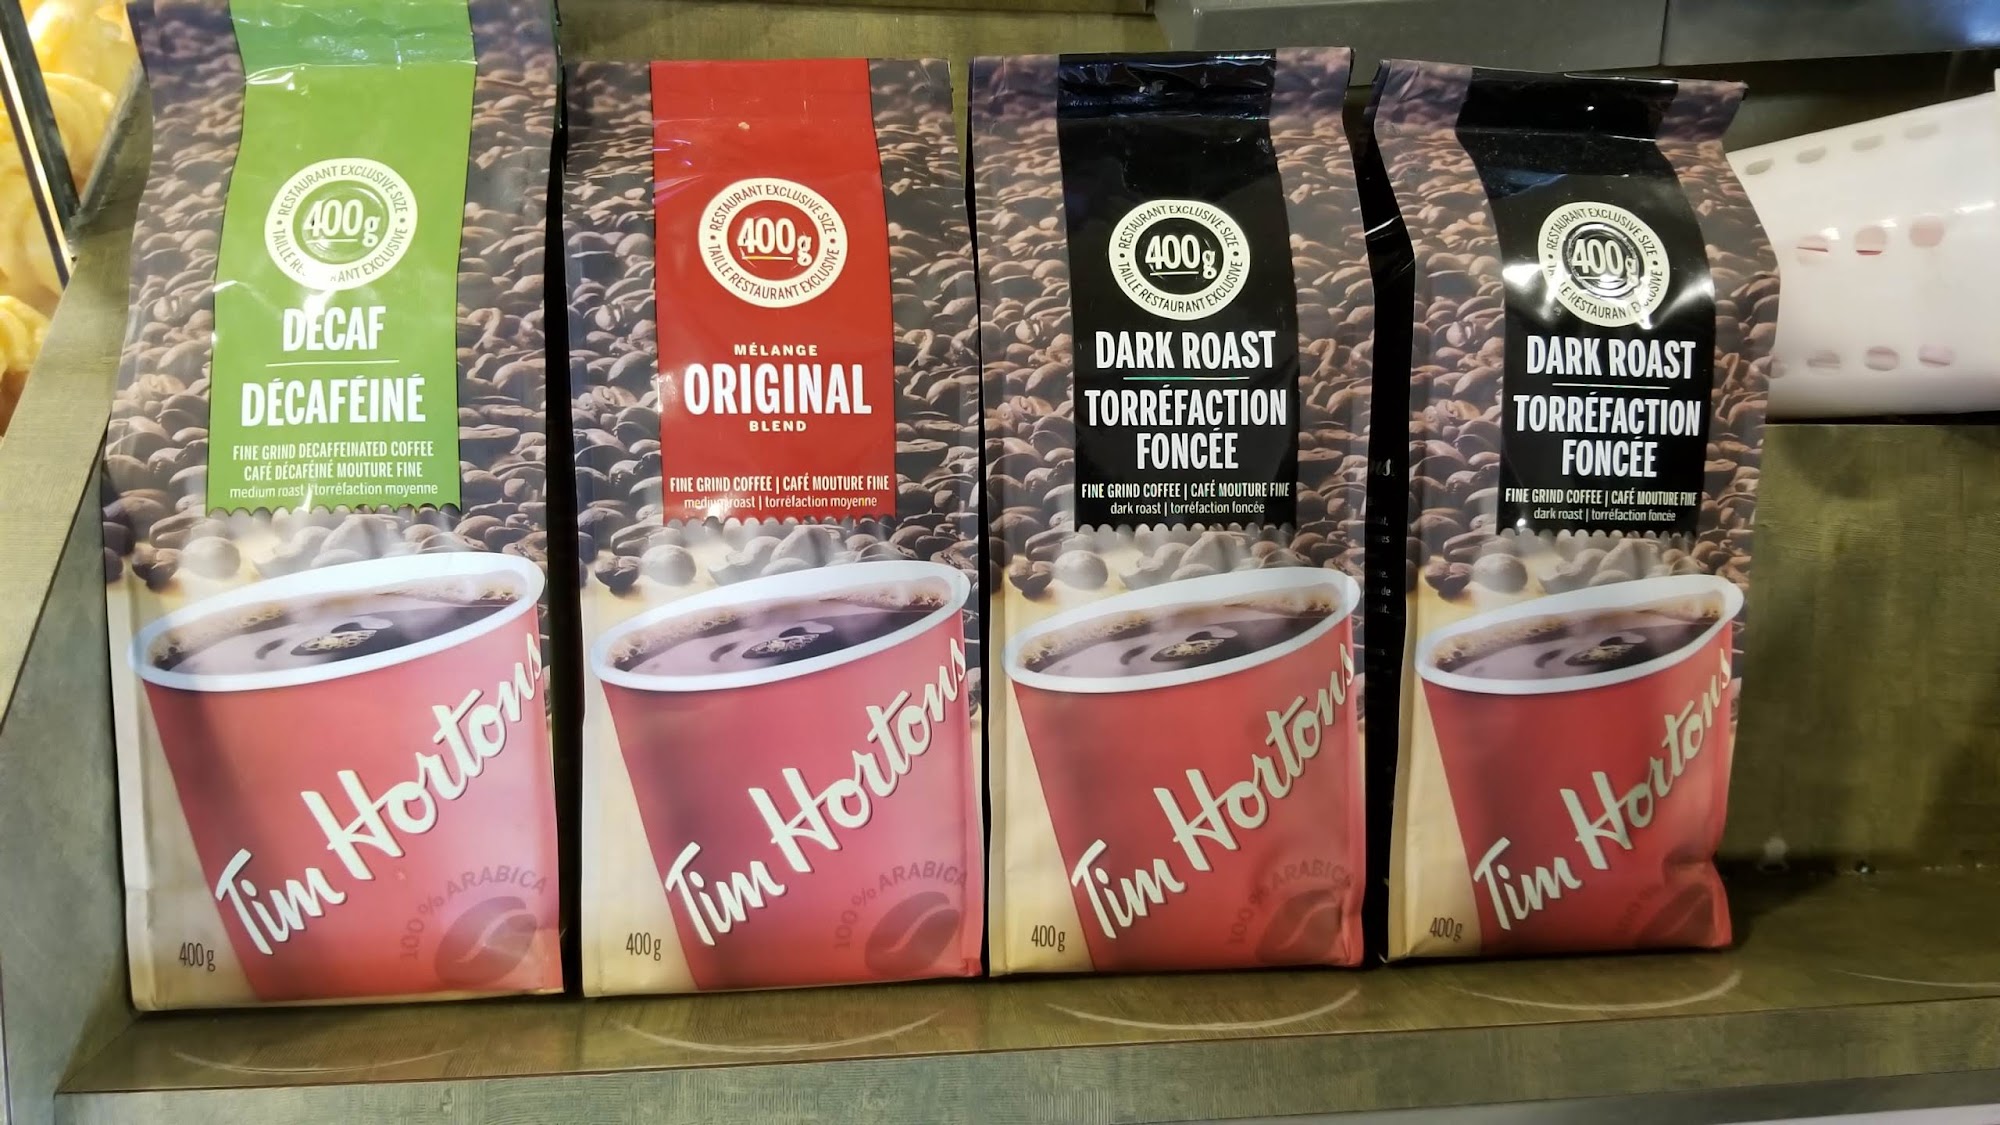 RESTAURANT EXCLUSIVE SIZE
400g
TAILLE RANT EXCLUSIVE
DECAF
DÉCAFÉINÉ
FINE GRIND DECAFFEINATED COFFEE
CAFÉ DÉCAFÉINÉ MOUTURE FINE
medium roast | torréfaction moyenne
Tim Hortons
100% ARABICA
400g
RESTAURANT EXCLUSIVE SIZE
400g
TAILLE RESTAURANT EXCLUSIVE
MÉLANGE
ORIGINAL
BLEND
FINE GRIND COFFEE | CAFÉ MOUTURE FINE
medium roast | torréfaction moyenne
Tim Hortons
100% ARABICA
400g
RESTAURANT EXCLUSIVE SIZE
400g
TAILLE RESTAURANT EXCLUSIVE
DARK ROAST
TORRÉFACTION
FONCÉE
FINE GRIND COFFEE | CAFÉ MOUTURE FINE
dark roast | torréfaction foncée
Tim Hortons
100% ARABICA
400g
RESTAURANT EXCLUSIVE SIZE
400g
RESTAURANT
DARK ROAST
TORRÉFACTION
FONCÉE
FINE GRIND COFFEE | CAFÉ MOUTURE FINE
dark roast | torréfaction foncée
Tim Hortons
400g